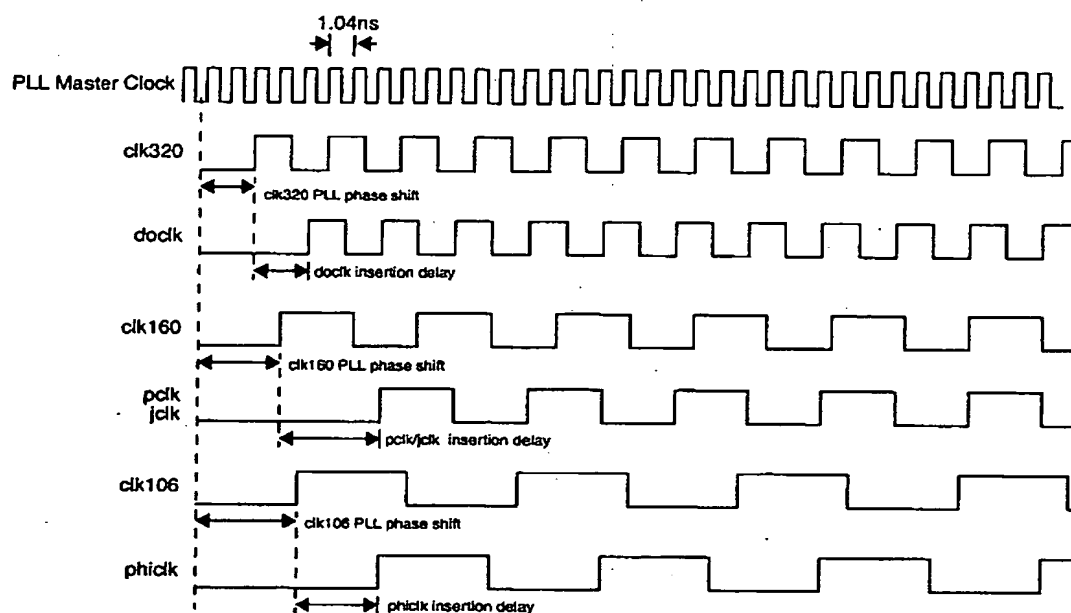 1.04ns
PLL Master Clock
clk320
clk320 PLL phase shift
doclk
doclk insertion delay
clk160
clk160 PLL phase shift
pclk
jclk
pclk/jclk insertion delay
clk106
clk106 PLL phase shift
phiclk
phiclk insertion delay